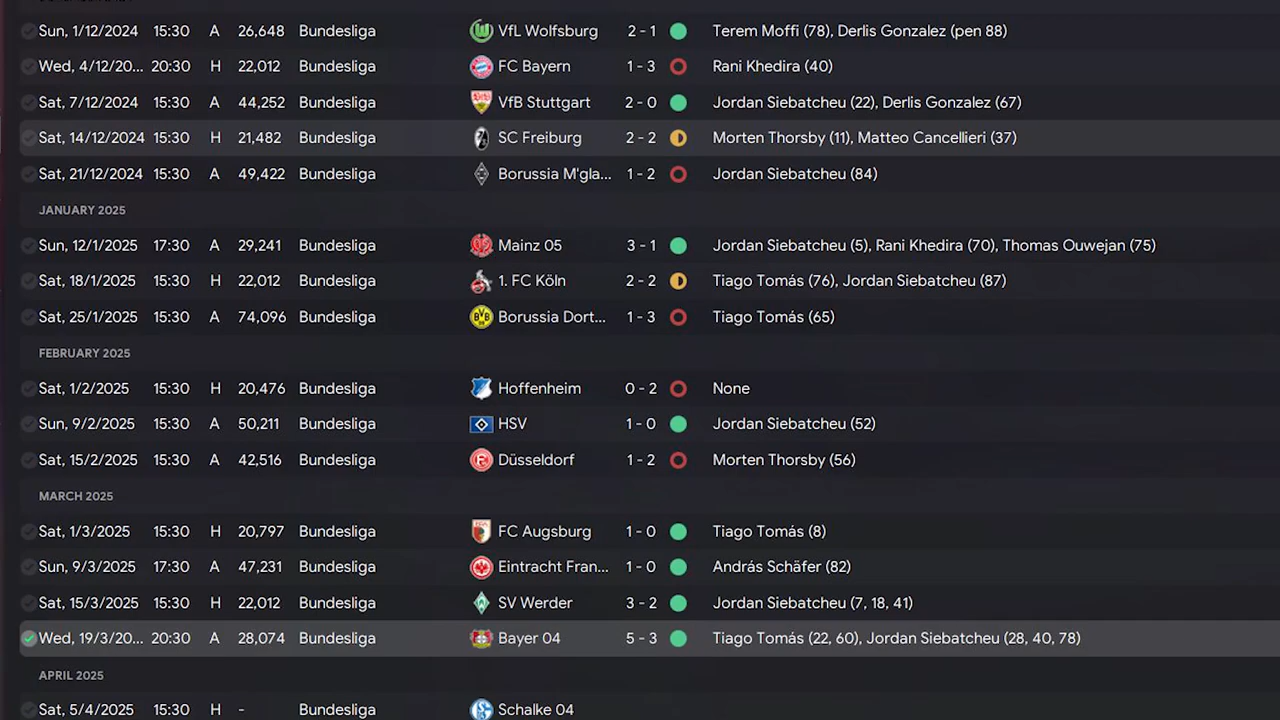 Sun, 1/12/2024 15:30 A 26,648 Bundesliga VfL Wolfsburg 2 - 1 Terem Moffi (78), Derlis Gonzalez (pen 88)
Wed, 4/12/20... 20:30 H 22,012 Bundesliga FC Bayern 1 - 3 Rani Khedira (40)
Sat, 7/12/2024 15:30 A 44,252 Bundesliga VfB Stuttgart 2 - 0 Jordan Siebatcheu (22), Derlis Gonzalez (67)
Sat, 14/12/2024 15:30 H 21,482 Bundesliga SC Freiburg 2 - 2 Morten Thorsby (11), Matteo Cancellieri (37)
Sat, 21/12/2024 15:30 A 49,422 Bundesliga Borussia M'gla... 1 - 2 Jordan Siebatcheu (84)
JANUARY 2025
Sun, 12/1/2025 17:30 A 29,241 Bundesliga Mainz 05 3 - 1 Jordan Siebatcheu (5), Rani Khedira (70), Thomas Ouwejan (75)
Sat, 18/1/2025 15:30 H 22,012 Bundesliga 1. FC Köln 2 - 2 Tiago Tomás (76), Jordan Siebatcheu (87)
Sat, 25/1/2025 15:30 A 74,096 Bundesliga Borussia Dort... 1 - 3 Tiago Tomás (65)
FEBRUARY 2025
Sat, 1/2/2025 15:30 H 20,476 Bundesliga Hoffenheim 0 - 2 None
Sun, 9/2/2025 15:30 A 50,211 Bundesliga HSV 1 - 0 Jordan Siebatcheu (52)
Sat, 15/2/2025 15:30 A 42,516 Bundesliga Düsseldorf 1 - 2 Morten Thorsby (56)
MARCH 2025
Sat, 1/3/2025 15:30 H 20,797 Bundesliga FC Augsburg 1 - 0 Tiago Tomás (8)
Sun, 9/3/2025 17:30 A 47,231 Bundesliga Eintracht Fran... 1 - 0 András Schäfer (82)
Sat, 15/3/2025 15:30 H 22,012 Bundesliga SV Werder 3 - 2 Jordan Siebatcheu (7, 18, 41)
Wed, 19/3/20... 20:30 A 28,074 Bundesliga Bayer 04 5 - 3 Tiago Tomás (22, 60), Jordan Siebatcheu (28, 40, 78)
APRIL 2025
Sat, 5/4/2025 15:30 H - Bundesliga Schalke 04